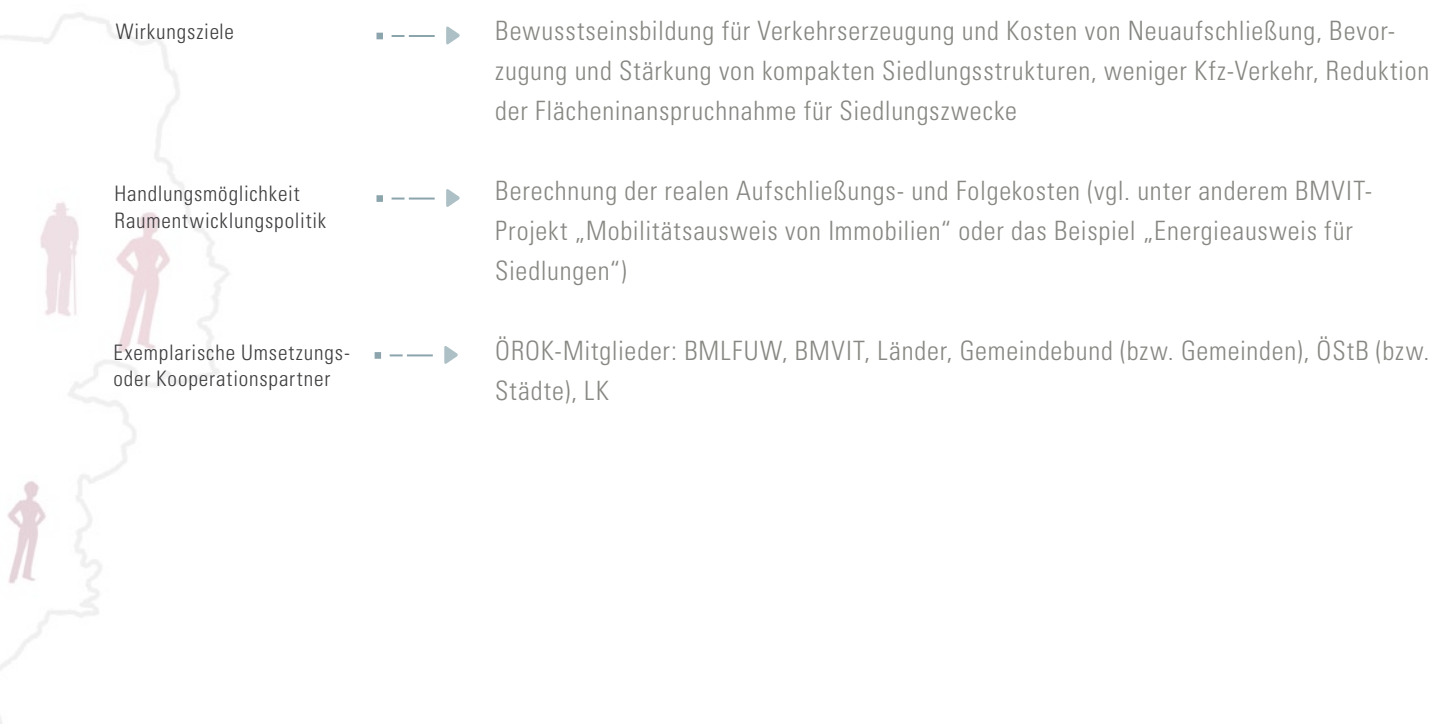 Wirkungsziele
Bewusstseinsbildung für Verkehrserzeugung und Kosten von Neuaufschließung, Bevor-
zugung und Stärkung von kompakten Siedlungsstrukturen, weniger Kfz-Verkehr, Reduktion
der Flächeninanspruchnahme für Siedlungszwecke
Handlungsmöglichkeit
Raumentwicklungspolitik
Berechnung der realen Aufschließungs- und Folgekosten (vgl. unter anderem BMVIT-
Projekt „Mobilitätsausweis von Immobilien“ oder das Beispiel „Energieausweis für
Siedlungen“)
Exemplarische Umsetzungs-
oder Kooperationspartner
ÖROK-Mitglieder: BMLFUW, BMVIT, Länder, Gemeindebund (bzw. Gemeinden), ÖStB (bzw.
Städte), LK